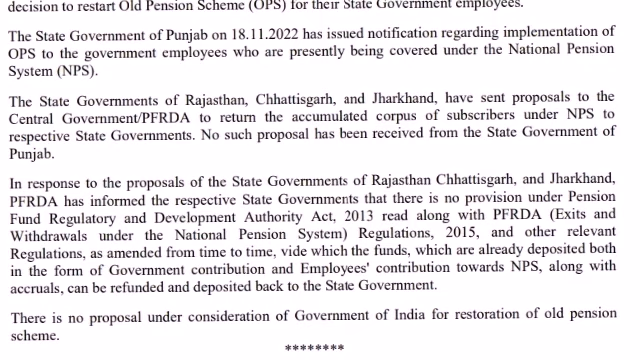 decision to restart Old Pension Scheme (OPS) for their State Government employees.
The State Government of Punjab on 18.11.2022 has issued notification regarding implementation of
OPS to the government employees who are presently being covered under the National Pension
System (NPS).
The State Governments of Rajasthan, Chhattisgarh, and Jharkhand, have sent proposals to the
Central Government/PFRDA to return the accumulated corpus of subscribers under NPS to
respective State Governments. No such proposal has been received from the State Government of
Punjab.
In response to the proposals of the State Governments of Rajasthan Chhattisgarh, and Jharkhand,
PFRDA has informed the respective State Governments that there is no provision under Pension
Fund Regulatory and Development Authority Act, 2013 read along with PFRDA (Exits and
Withdrawals under the National Pension System) Regulations, 2015, and other relevant
Regulations, as amended from time to time, vide which the funds, which are already deposited both
in the form of Government contribution and Employees' contribution towards NPS, along with
accruals, can be refunded and deposited back to the State Government.
There is no proposal under consideration of Government of India for restoration of old pension
scheme.
********